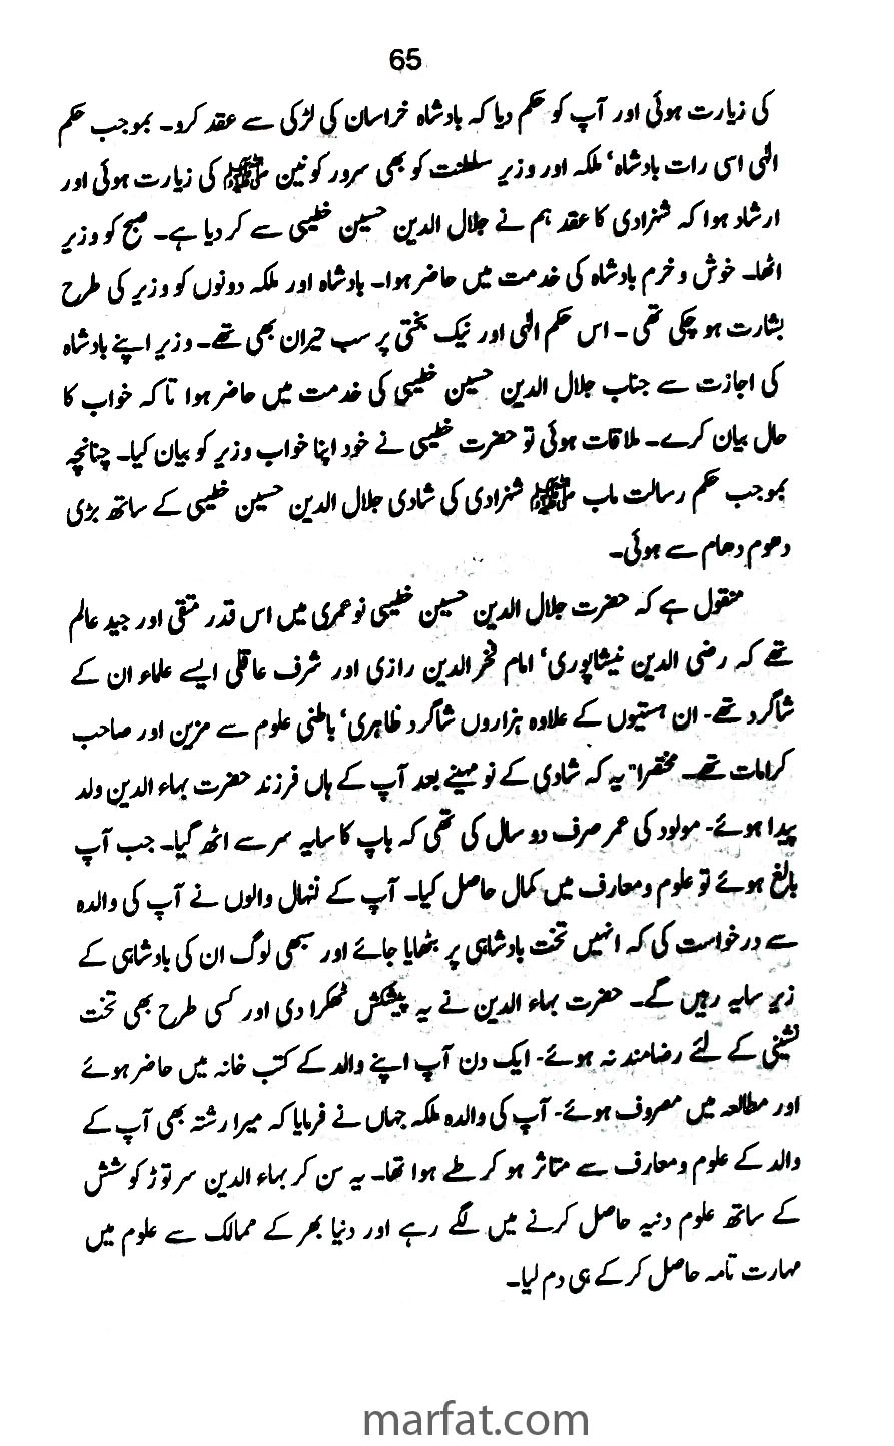 65
کی زیارت ہوئی اور آپ کو حکم دیا کہ بادشاہ خراسان کی لڑکی سے عقد کرو۔ بموجب حکم
الٰہی اسی رات بادشاہ‘ ملکہ اور وزیر سلطنت کو بھی سرور کونین ﷺ کی زیارت ہوئی اور
ارشاد ہوا کہ شہزادی کا عقد ہم نے جلال الدین حسین خطیبی سے کر دیا ہے۔ صبح کو وزیر
اٹھا۔ خوش و خرم بادشاہ کی خدمت میں حاضر ہوا۔ بادشاہ اور ملکہ دونوں کو وزیر کی طرح
بشارت ہو چکی تھی ۔ اس حکم الٰہی اور نیک بختی پر سب حیران بھی تھے۔ وزیر اپنے بادشاہ
کی اجازت سے جناب جلال الدین حسین خطیبی کی خدمت میں حاضر ہوا تاکہ خواب کا
حال بیان کرے۔ ملاقات ہوئی تو حضرت خطیبی نے خود اپنا خواب وزیر کو بیان کیا۔ چنانچہ
بموجب حکم رسالت ماب ﷺ شہزادی کی شادی جلال الدین حسین خطیبی کے ساتھ بڑی
دھوم دھام سے ہوئی۔
منقول ہے کہ حضرت جلال الدین حسین خطیبی نوعمری میں اس قدر متقی اور جید عالم
تھے کہ رضی الدین نیشاپوری‘ امام فخر الدین رازی اور شرف عاقلی ایسے علماء ان کے
شاگرد تھے۔ ان ہستیوں کے علاوہ ہزاروں شاگرد ظاہری‘ باطنی علوم سے مزین اور صاحب
کرامات تھے۔ مختصرا" یہ کہ شادی کے نو مہینے بعد آپ کے ہاں فرزند حضرت بہاء الدین ولد
پیدا ہوئے۔ مولود کی عمر صرف دو سال کی تھی کہ باپ کا سایہ سر سے اٹھ گیا۔ جب آپ
بالغ ہوئے تو علوم و معارف میں کمال حاصل کیا۔ آپ کے ننہال والوں نے آپ کی والدہ
سے درخواست کی کہ انہیں تخت بادشاہی پر بٹھایا جائے اور سبھی لوگ ان کی بادشاہی کے
زیر سایہ رہیں گے۔ حضرت بہاء الدین نے یہ پیشکش ٹھکرا دی اور کسی طرح بھی تخت
نشینی کے لئے رضامند نہ ہوئے۔ ایک دن آپ اپنے والد کے کتب خانہ میں حاضر ہوئے
اور مطالعہ میں مصروف ہوئے۔ آپ کی والدہ ملکہ جہاں نے فرمایا کہ میرا رشتہ بھی آپ کے
والد کے علوم و معارف سے متاثر ہو کر طے ہوا تھا۔ یہ سن کر بہاء الدین سر توڑ کوشش
کے ساتھ علوم دنیہ حاصل کرنے میں لگے رہے اور دنیا بھر کے ممالک سے علوم میں
مہارت تامہ حاصل کر کے ہی دم لیا۔
marfat.com